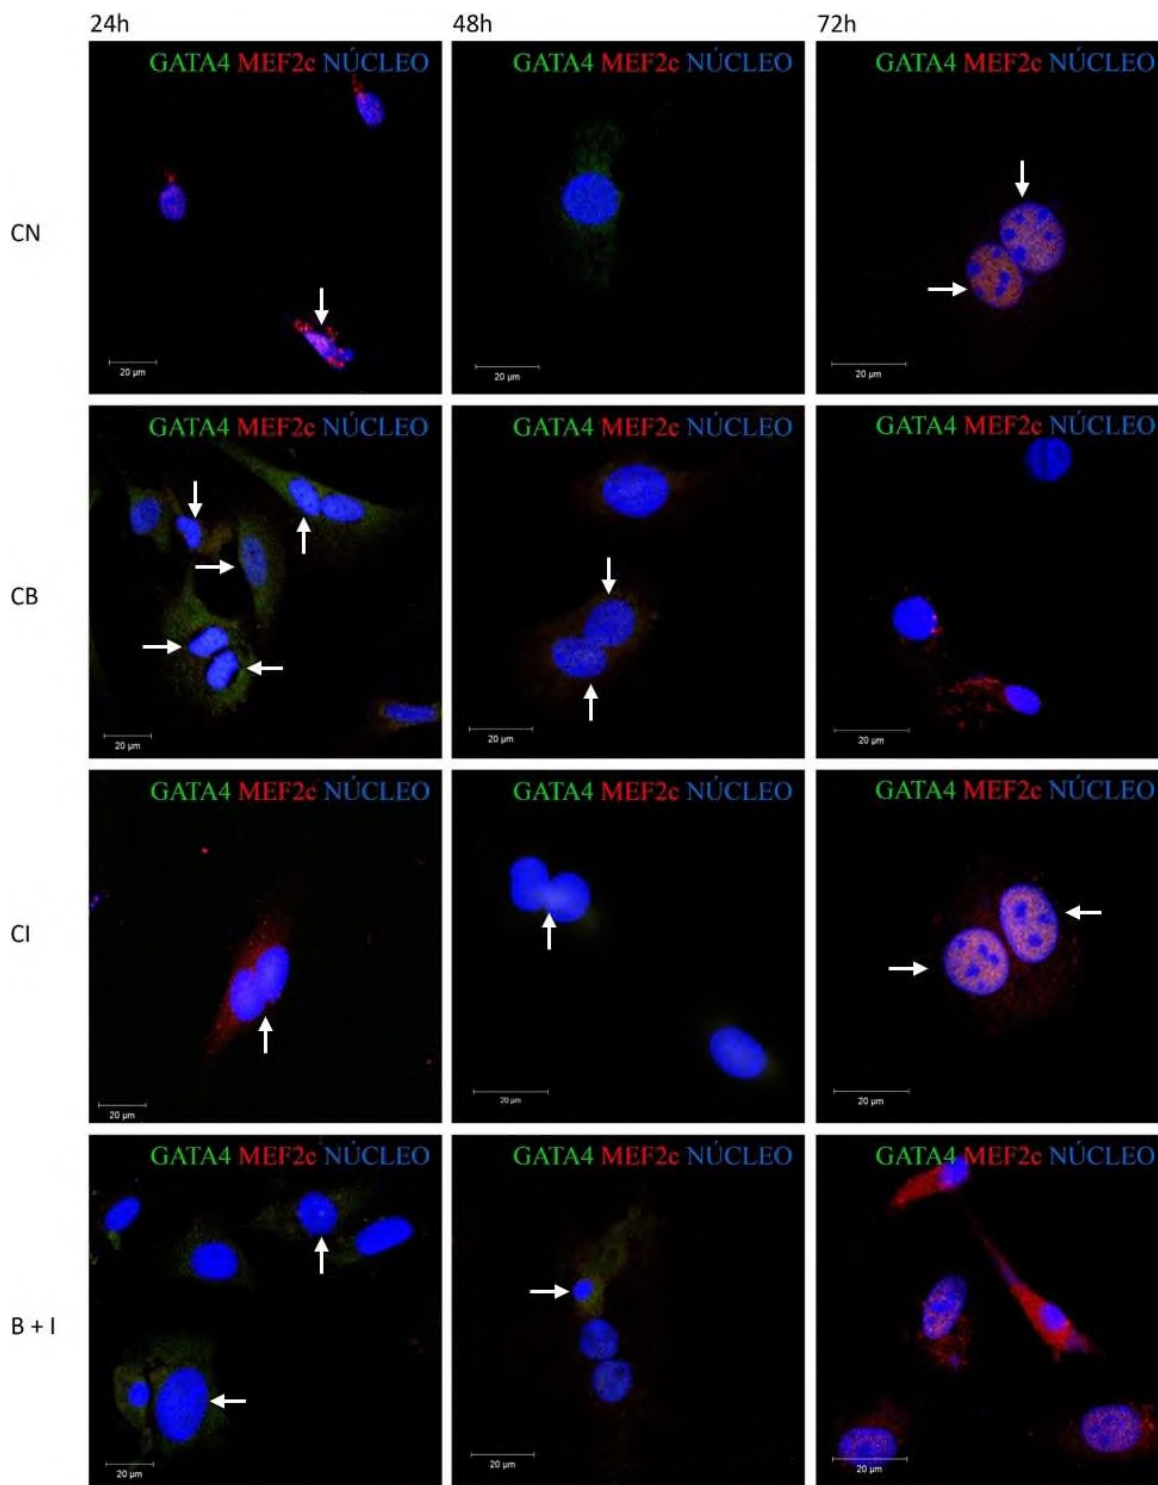 24h 48h 72h
GATA4 MEF2c NÚCLEO GATA4 MEF2c NÚCLEO GATA4 MEF2c NÚCLEO
CN
20 µm 20 µm 20 µm
GATA4 MEF2c NÚCLEO GATA4 MEF2c NÚCLEO GATA4 MEF2c NÚCLEO
CB
20 µm 20 µm 20 µm
GATA4 MEF2c NÚCLEO GATA4 MEF2c NÚCLEO GATA4 MEF2c NÚCLEO
CI
20 µm 20 µm 20 µm
GATA4 MEF2c NÚCLEO GATA4 MEF2c NÚCLEO GATA4 MEF2c NÚCLEO
B + I
20 µm 20 µm 20 µm